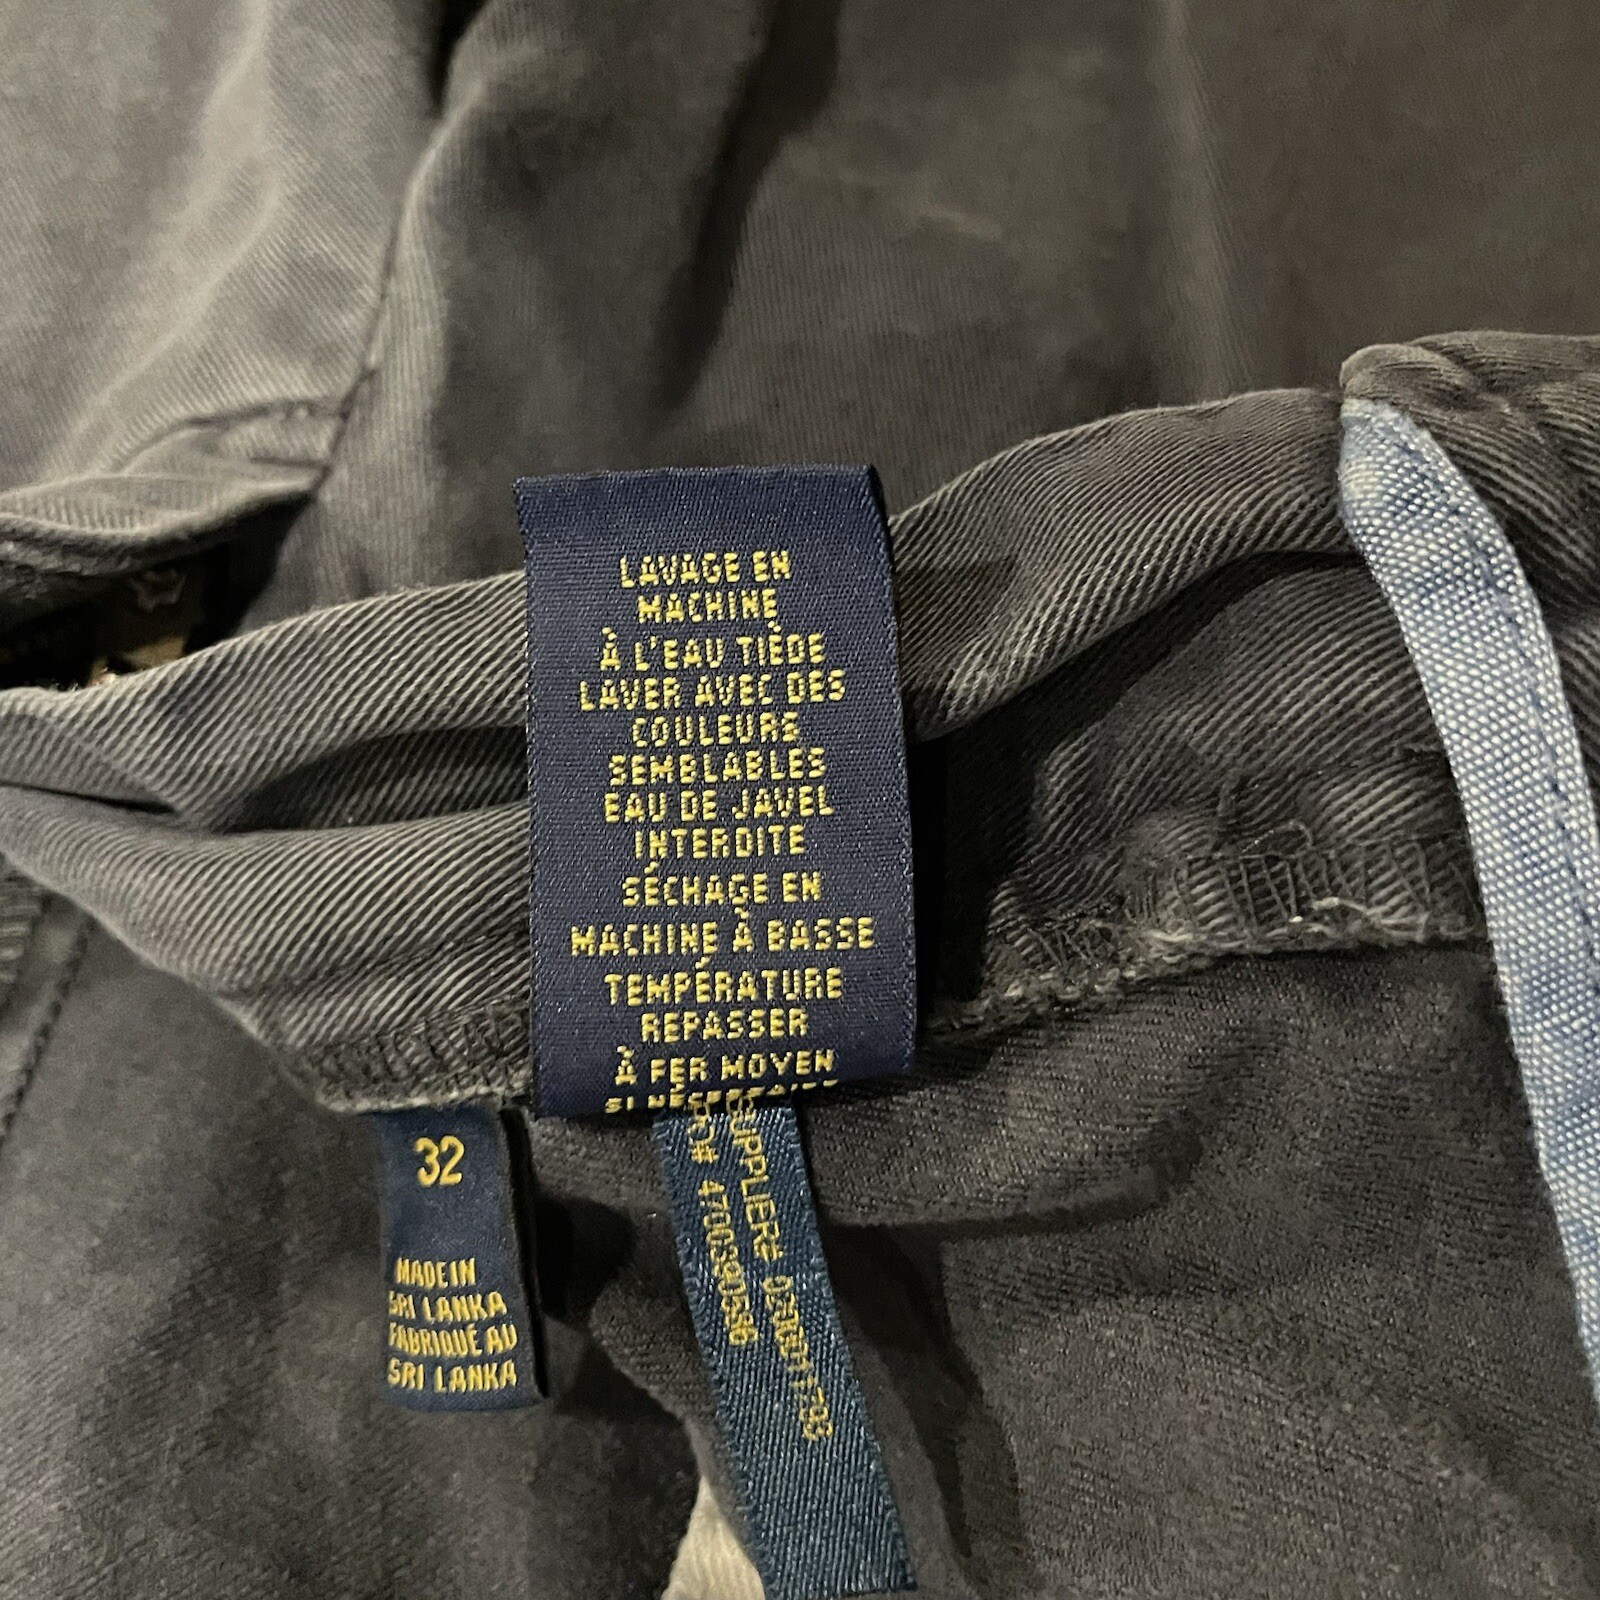 LAVAGE EN
MACHINE
À L'EAU TIÉDE
LAVER AVEC DES
COULEURS
SEMBLABLES
EAU DE JAVEL
INTERDITE
SÉCHAGE EN
MACHINE À BASSE
TEMPÉRATURE
REPASSER
À FER MOYEN
32
MADE IN
SRI LANKA
FABRIQUÉ AU
SRI LANKA